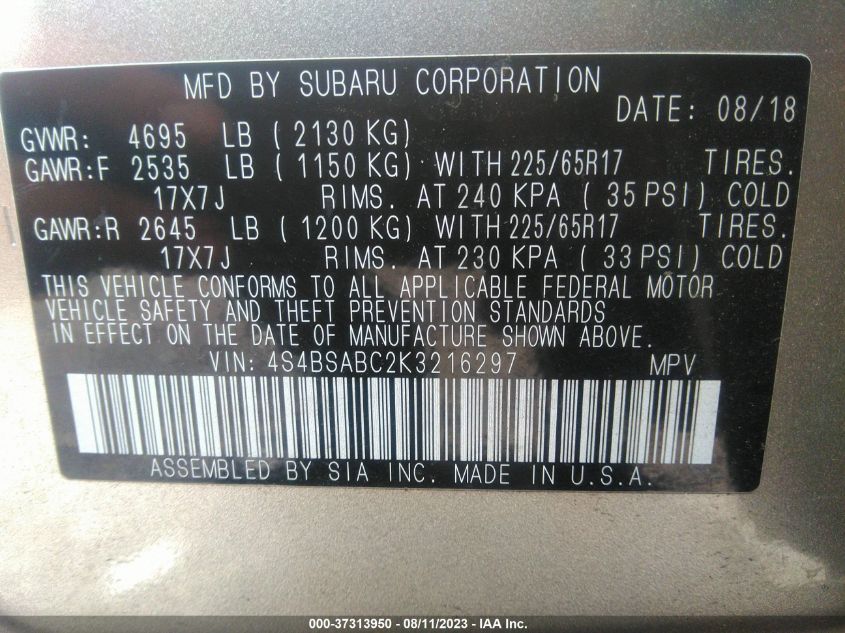 MFD BY SUBARU CORPORATION
DATE: 08/18
GVWR: 4695 LB ( 2130 KG)
GAWR:F 2535 LB ( 1150 KG) WITH 225/65R17 TIRES.
17X7J RIMS. AT 240 KPA ( 35 PSI) COLD
GAWR:R 2645 LB ( 1200 KG) WITH 225/65R17 TIRES.
17X7J RIMS. AT 230 KPA ( 33 PSI) COLD
THIS VEHICLE CONFORMS TO ALL APPLICABLE FEDERAL MOTOR
VEHICLE SAFETY AND THEFT PREVENTION STANDARDS
IN EFFECT ON THE DATE OF MANUFACTURE SHOWN ABOVE.
VIN: 4S4BSABC2K3216297 MPV
ASSEMBLED BY SIA INC. MADE IN U.S.A.
000-37313950 - 08/11/2023 - IAA Inc.